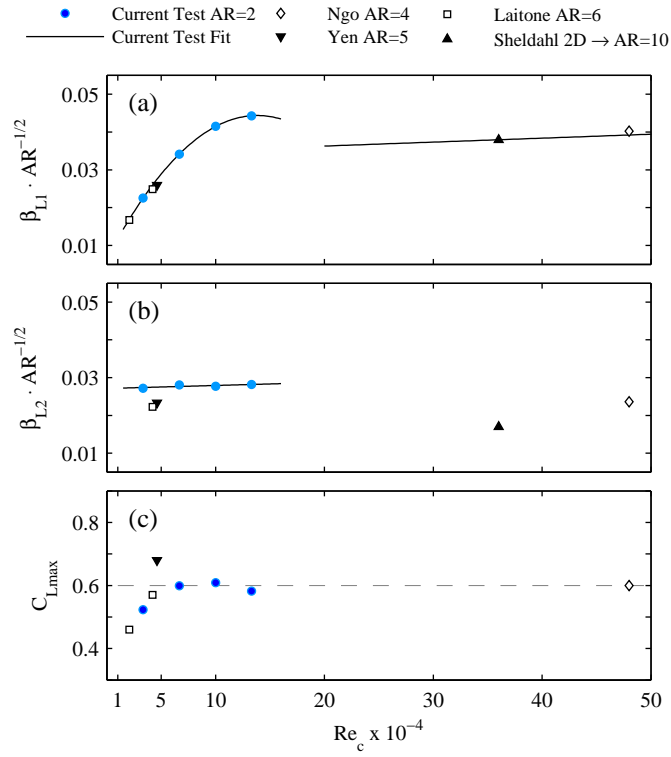 Current Test AR=2 Ngo AR=4 Laitone AR=6
Current Test Fit Yen AR=5 Sheldahl 2D → AR=10
(a)
0.05
0.03
0.01
β_L1 · AR^−1/2
(b)
0.05
0.03
0.01
β_L2 · AR^−1/2
(c)
0.8
0.6
0.4
C_Lmax
1 5 10 20 30 40 50
Re_c x 10^−4